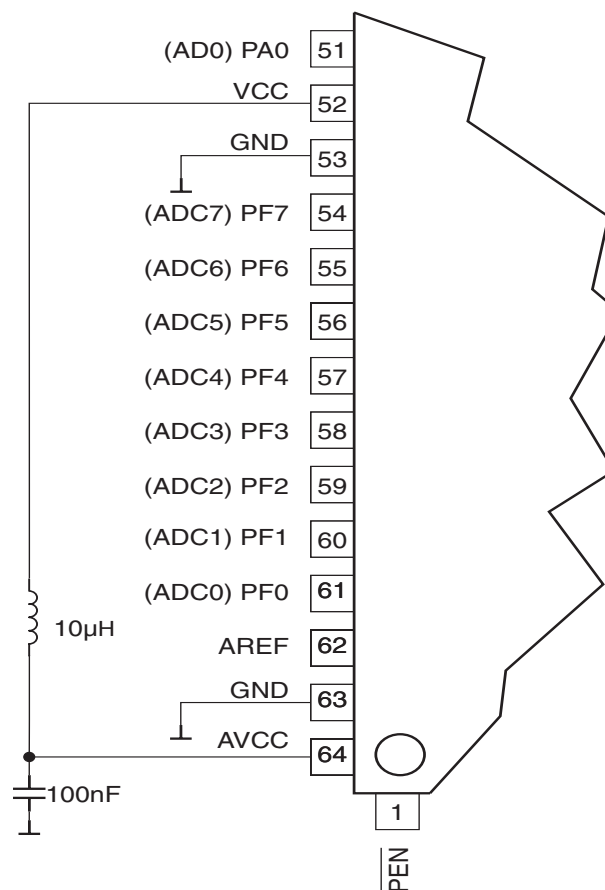 (AD0) PA0 51
VCC 52
GND 53
(ADC7) PF7 54
(ADC6) PF6 55
(ADC5) PF5 56
(ADC4) PF4 57
(ADC3) PF3 58
(ADC2) PF2 59
(ADC1) PF1 60
(ADC0) PF0 61
10µH
AREF 62
GND 63
AVCC 64
100nF
1
PEN